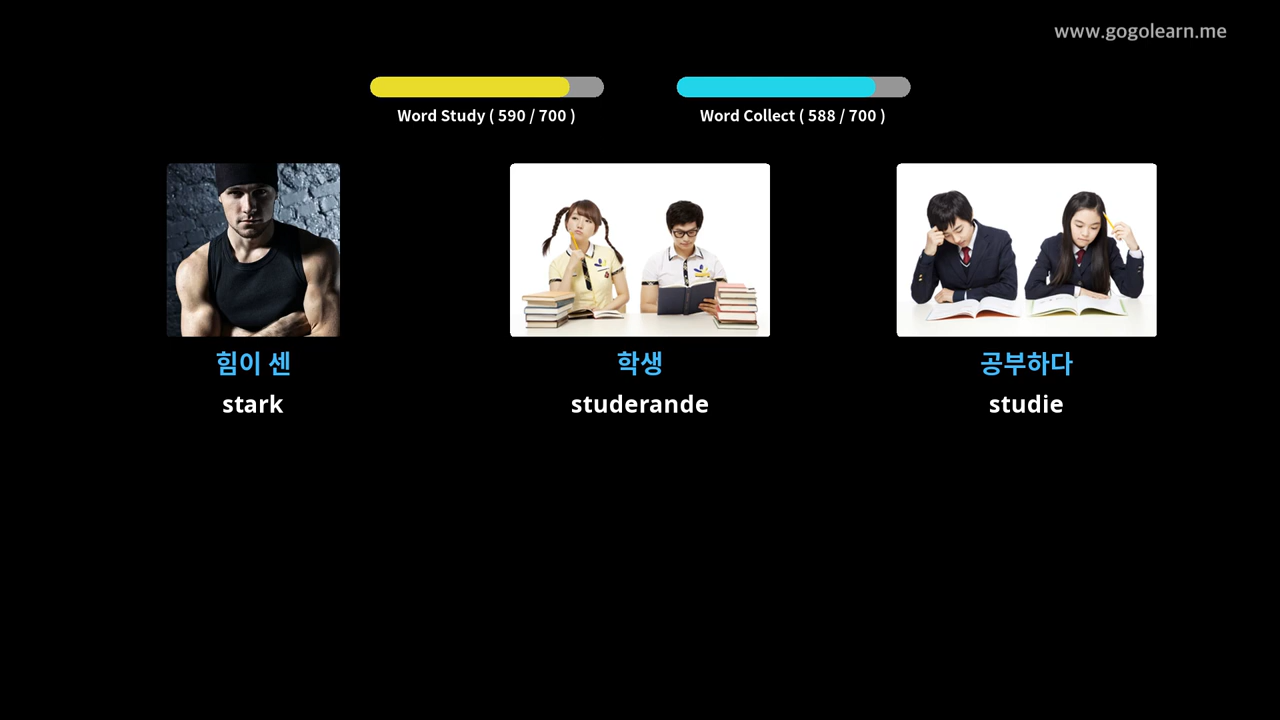 www.gogolearn.me
Word Study ( 590 / 700 )
Word Collect ( 588 / 700 )
힘이 센
학생
공부하다
stark
studerande
studie